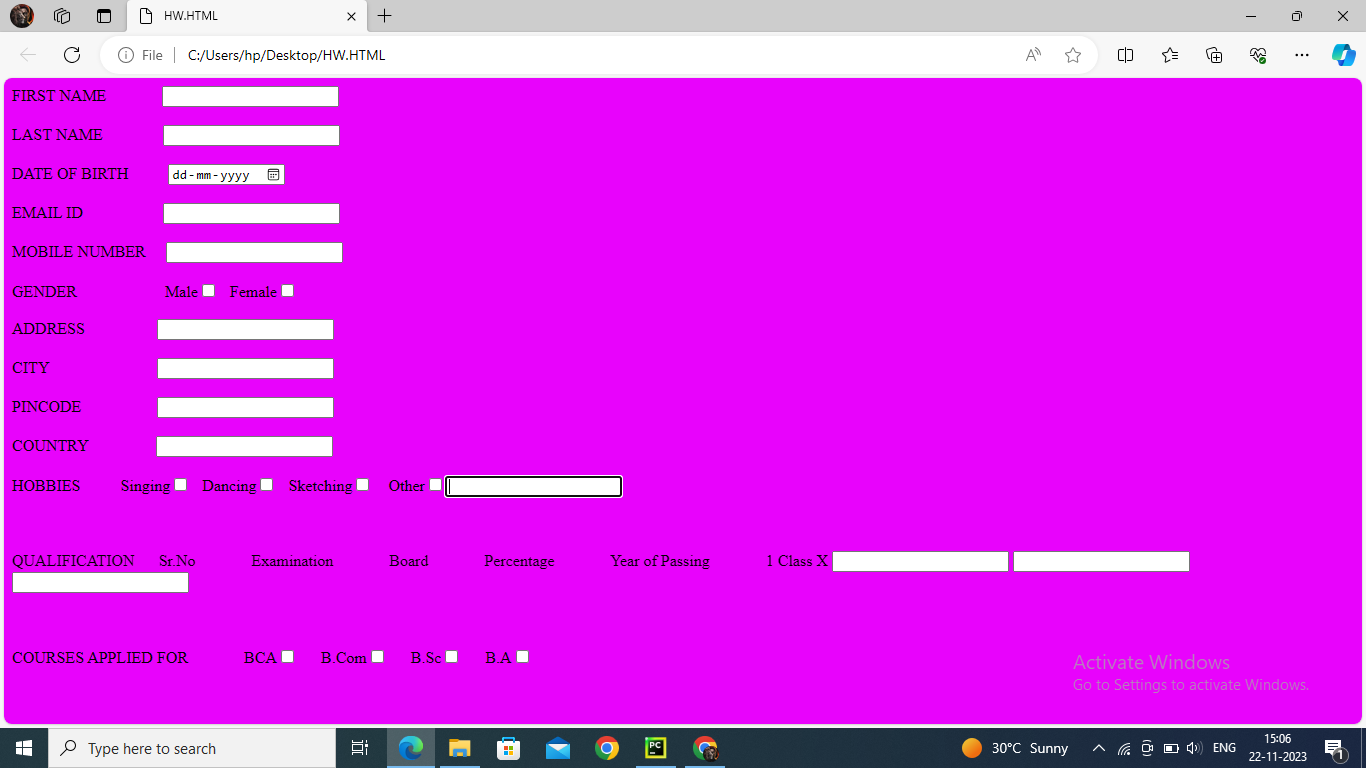 HW.HTML
File C:/Users/hp/Desktop/HW.HTML
FIRST NAME
LAST NAME
DATE OF BIRTH dd-mm-yyyy
EMAIL ID
MOBILE NUMBER
GENDER Male Female
ADDRESS
CITY
PINCODE
COUNTRY
HOBBIES Singing Dancing Sketching Other
QUALIFICATION Sr.No Examination Board Percentage Year of Passing 1 Class X
COURSES APPLIED FOR BCA B.Com B.Sc B.A
Activate Windows
Go to Settings to activate Windows.
Type here to search PC 30°C Sunny ENG 15:06
22-11-2023 1